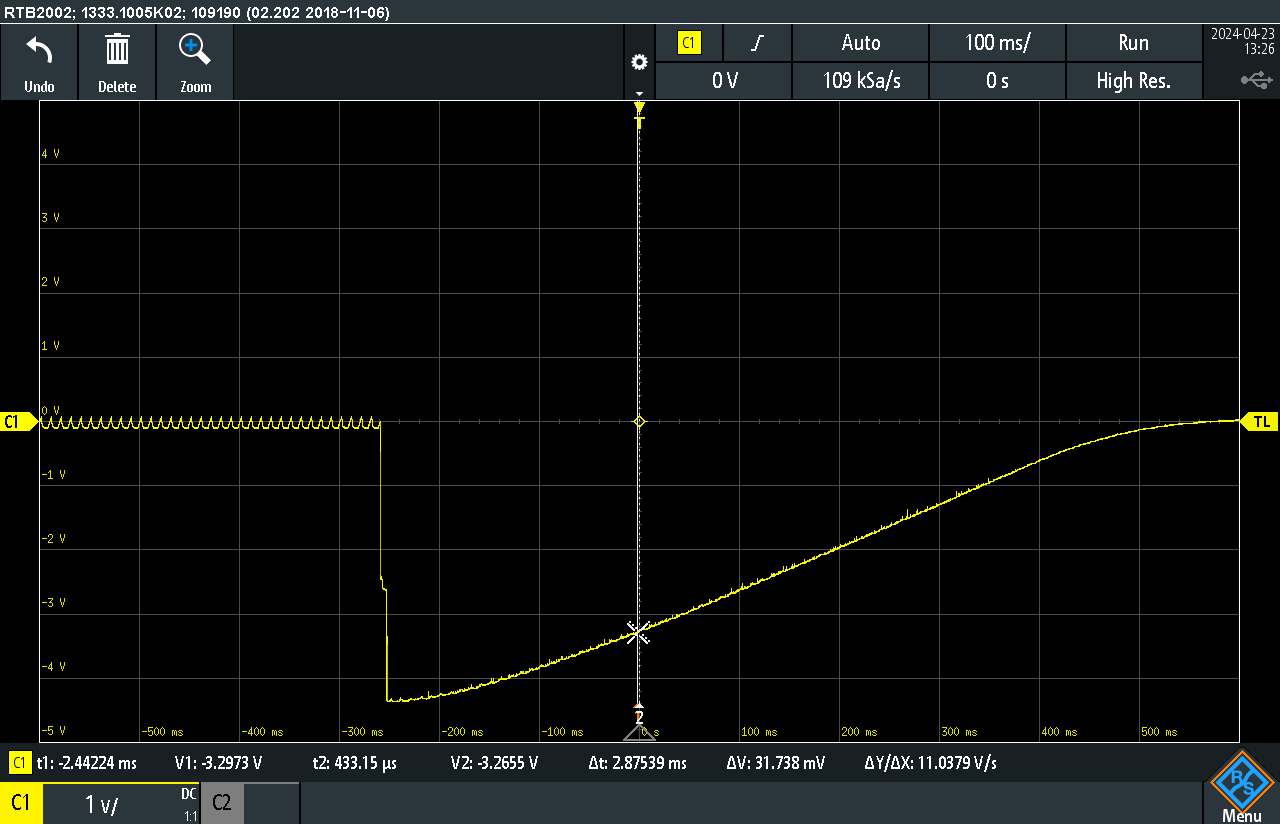 RTB2002; 1333.1005K02; 109190 (02.202 2018-11-06)
Undo Delete Zoom
C1 Auto 100 ms/ Run
0 V 109 kSa/s 0 s High Res.
2024-04-23
13:26
T
4 V
3 V
2 V
1 V
0 V
C1 TL
-1 V
-2 V
-3 V
-4 V
2
-5 V -500 ms -400 ms -300 ms -200 ms -100 ms 0 s 100 ms 200 ms 300 ms 400 ms 500 ms
C1 t1: -2.44224 ms V1: -3.2973 V t2: 433.15 µs V2: -3.2655 V Δt: 2.87539 ms ΔV: 31.738 mV ΔY/ΔX: 11.0379 V/s
C1 1 V/ DC 1:1 C2
R S
Menu